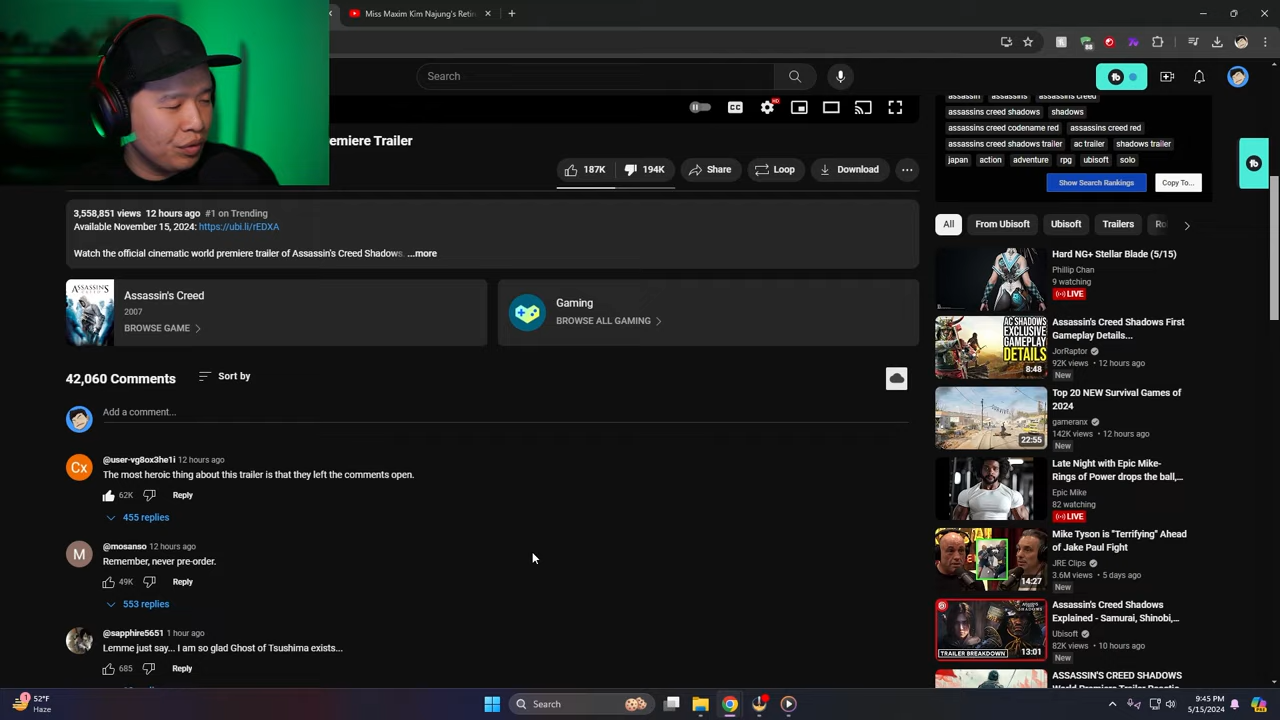 Miss Maxim Kim Najung's Reti
Search
emiere Trailer
187K
194K
Share
Loop
Download
3,558,851 views 12 hours ago #1 on Trending
Available November 15, 2024: https://ubi.li/rEDXA
Watch the official cinematic world premiere trailer of Assassin's Creed Shadows. ...more
ASSASSIN'S CREED
Assassin's Creed
2007
BROWSE GAME
Gaming
BROWSE ALL GAMING
42,060 Comments
Sort by
Add a comment...
Cx
@user-vg8ox3he1i 12 hours ago
The most heroic thing about this trailer is that they left the comments open.
62K
Reply
455 replies
M
@mosanso 12 hours ago
Remember, never pre-order.
49K
Reply
553 replies
@sapphire5651 1 hour ago
Lemme just say... I am so glad Ghost of Tsushima exists...
685
Reply
assassin assassins assassins creed
assassins creed shadows shadows
assassins creed codename red assassins creed red
assassins creed shadows trailer ac trailer shadows trailer
japan action adventure rpg ubisoft solo
Show Search Rankings
Copy To...
All
From Ubisoft
Ubisoft
Trailers
Ro
Hard NG+ Stellar Blade (5/15)
Phillip Chan
9 watching
LIVE
AC SHADOWS
EXCLUSIVE
GAMEPLAY
DETAILS
8:48
Assassin's Creed Shadows First
Gameplay Details...
JorRaptor
92K views • 12 hours ago
New
22:55
Top 20 NEW Survival Games of
2024
gameranx
142K views • 12 hours ago
New
Late Night with Epic Mike-
Rings of Power drops the ball,...
Epic Mike
82 watching
LIVE
14:27
Mike Tyson is "Terrifying" Ahead
of Jake Paul Fight
JRE Clips
3.6M views • 5 days ago
New
TRAILER BREAKDOWN
13:01
Assassin's Creed Shadows
Explained - Samurai, Shinobi,...
Ubisoft
82K views • 10 hours ago
New
ASSASSIN'S CREED SHADOWS
52°F
Haze
Search
9:45 PM
5/15/2024